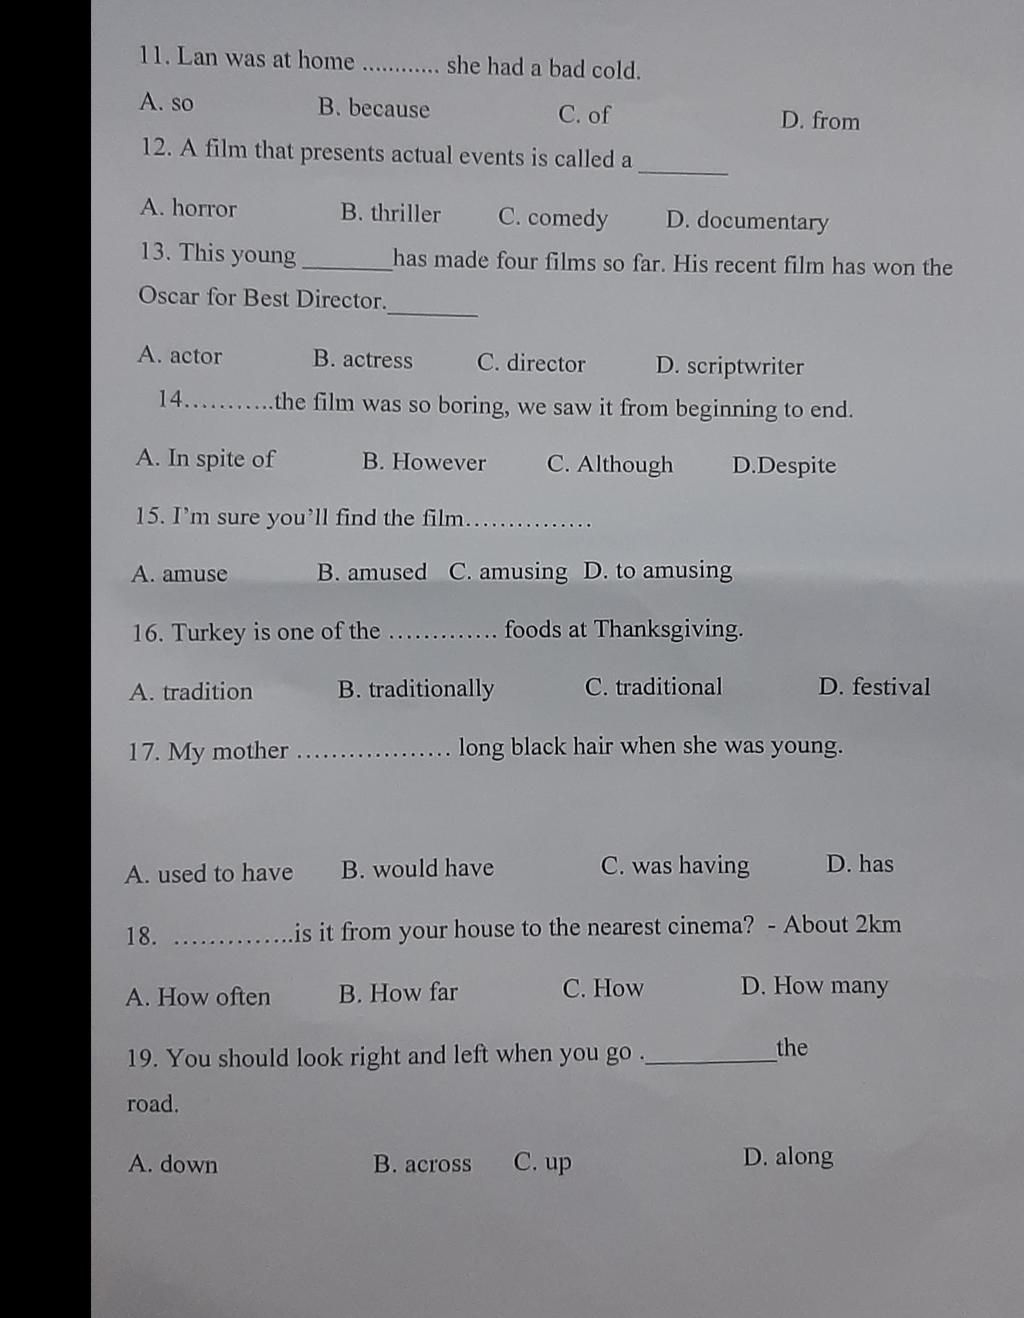 11. Lan was at home ............ she had a bad cold.
A. so B. because C. of D. from
12. A film that presents actual events is called a _______
A. horror B. thriller C. comedy D. documentary
13. This young _______has made four films so far. His recent film has won the
Oscar for Best Director._______
A. actor B. actress C. director D. scriptwriter
14............the film was so boring, we saw it from beginning to end.
A. In spite of B. However C. Although D.Despite
15. I'm sure you'll find the film...............
A. amuse B. amused C. amusing D. to amusing
16. Turkey is one of the ............. foods at Thanksgiving.
A. tradition B. traditionally C. traditional D. festival
17. My mother .................. long black hair when she was young.
A. used to have B. would have C. was having D. has
18. ..............is it from your house to the nearest cinema? - About 2km
A. How often B. How far C. How D. How many
19. You should look right and left when you go .__________the
road.
A. down B. across C. up D. along